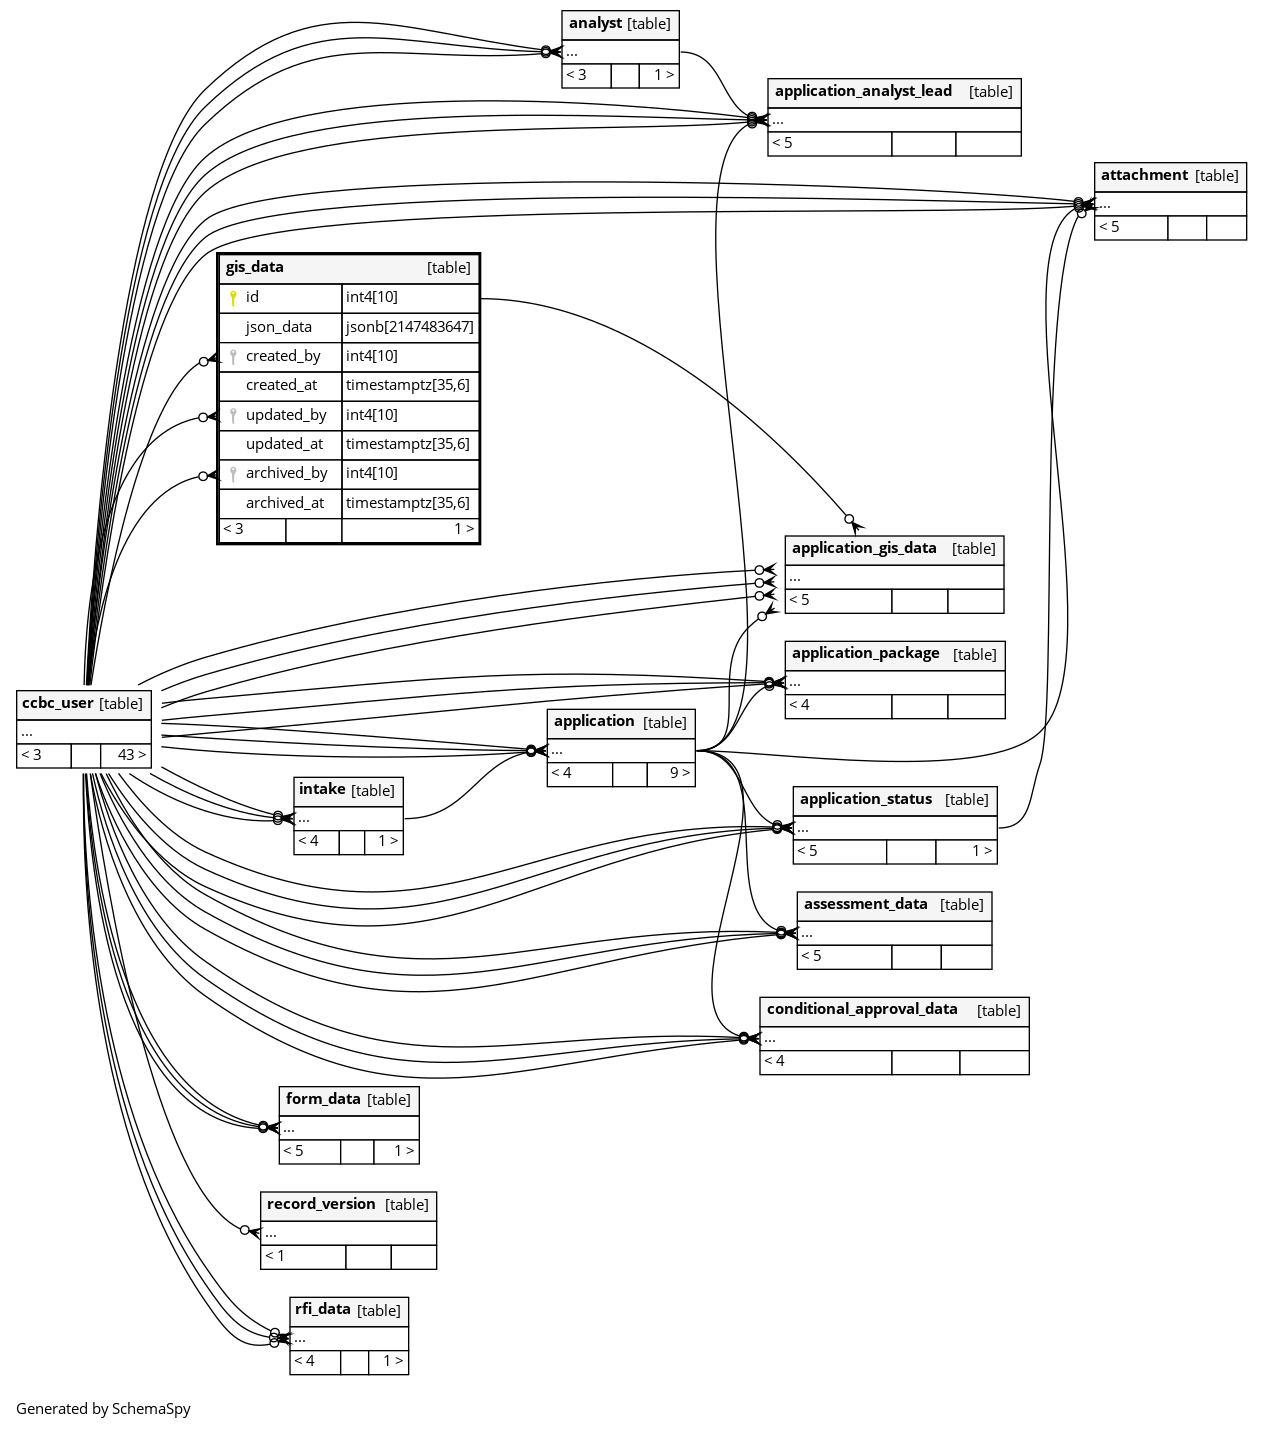 analyst [table]
...
< 3 1 >
application_analyst_lead [table]
...
< 5
attachment [table]
...
< 5
gis_data [table]
id int4[10]
json_data jsonb[2147483647]
created_by int4[10]
created_at timestamptz[35,6]
updated_by int4[10]
updated_at timestamptz[35,6]
archived_by int4[10]
archived_at timestamptz[35,6]
< 3 1 >
application_gis_data [table]
...
< 5
application_package [table]
...
< 4
ccbc_user [table]
...
< 3 43 >
application [table]
...
< 4 9 >
intake [table]
...
< 4 1 >
application_status [table]
...
< 5 1 >
assessment_data [table]
...
< 5
conditional_approval_data [table]
...
< 4
form_data [table]
...
< 5 1 >
record_version [table]
...
< 1
rfi_data [table]
...
< 4 1 >
Generated by SchemaSpy